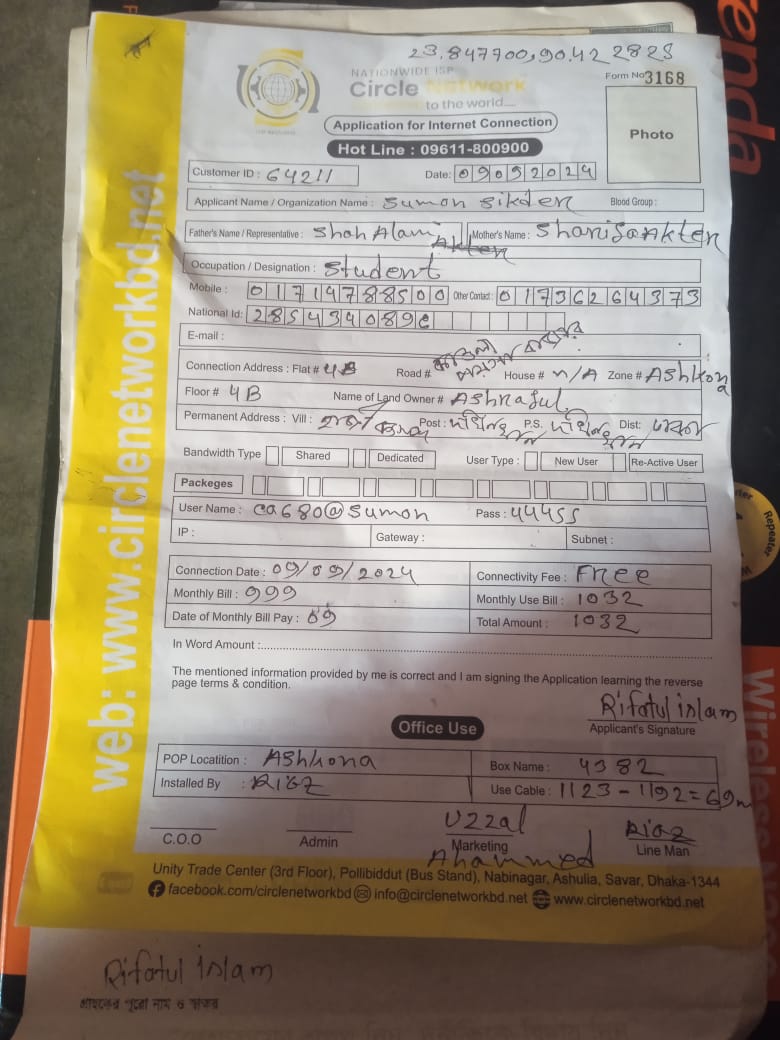 23.847700,90.422825
NATIONWIDE ISP
Circle Network
to the world....
Form No 3168
Photo
Application for Internet Connection
Hot Line : 09611-800900
Customer ID : 64211 Date: 09092024
Applicant Name / Organization Name : Sumon Sikder Blood Group :
Father's Name / Representative : Shah Alam Mother's Name :
Occupation / Designation : Student
Mobile : 01719788500 Other Contact : 01736264373
National Id: 285434089
E-mail :
Connection Address : Flat # 4B Road # House # n/A Zone # Ashkona
Floor # 4B Name of Land Owner # Ashraful
Permanent Address : Vill : Post : P.S. Dist:
Bandwidth Type Shared Dedicated User Type : New User Re-Active User
Packeges
User Name : ca680@sumon Pass : 44455
IP : Gateway : Subnet :
Connection Date : 09/09/2024 Connectivity Fee : Free
Monthly Bill : 999 Monthly Use Bill : 1032
Date of Monthly Bill Pay : 09 Total Amount : 1032
In Word Amount :
The mentioned information provided by me is correct and I am signing the Application learning the reverse
page terms & condition.
Rifatul islam
Applicant's Signature
Office Use
POP Locatition : Ashkona Box Name : 4382
Installed By : Use Cable : 1123-1192=69m
Uzzal Riaz
C.O.O Admin Marketing Line Man
Ahammed
Unity Trade Center (3rd Floor), Pollibiddut (Bus Stand), Nabinagar, Ashulia, Savar, Dhaka-1344
facebook.com/circlenetworkbd info@circlenetworkbd.net www.circlenetworkbd.net
web: www.circlenetworkbd.net
Rifatul islam
গ্রাহকের পুরো নাম ও স্বাক্ষর
enda
Repeater
Wireless